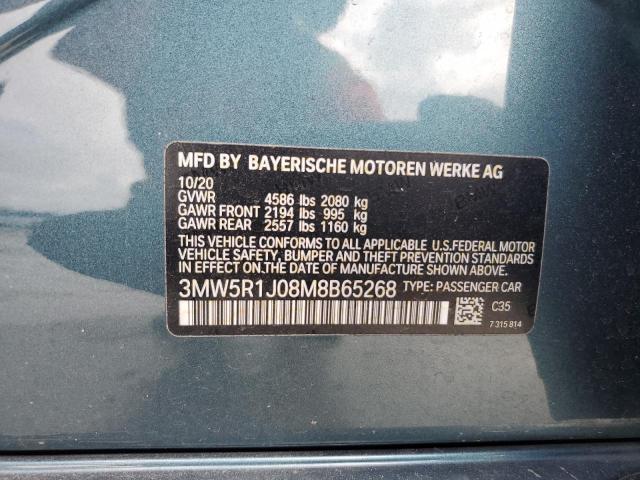 MFD BY BAYERISCHE MOTOREN WERKE AG
10/20
GVWR 4586 lbs 2080 kg
GAWR FRONT 2194 lbs 995 kg
GAWR REAR 2557 lbs 1160 kg
THIS VEHICLE CONFORMS TO ALL APPLICABLE U.S.FEDERAL MOTOR
VEHICLE SAFETY, BUMPER AND THEFT PREVENTION STANDARDS
IN EFFECT ON THE DATE OF MANUFACTURE SHOWN ABOVE.
3MW5R1J08M8B65268 TYPE: PASSENGER CAR
C35
7 315 814